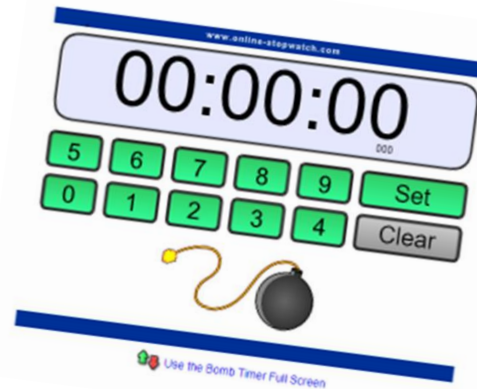 www.online-stopwatch.com
00:00:00
000
5 6 7 8 9 Set
0 1 2 3 4 Clear
Use the Bomb Timer Full Screen